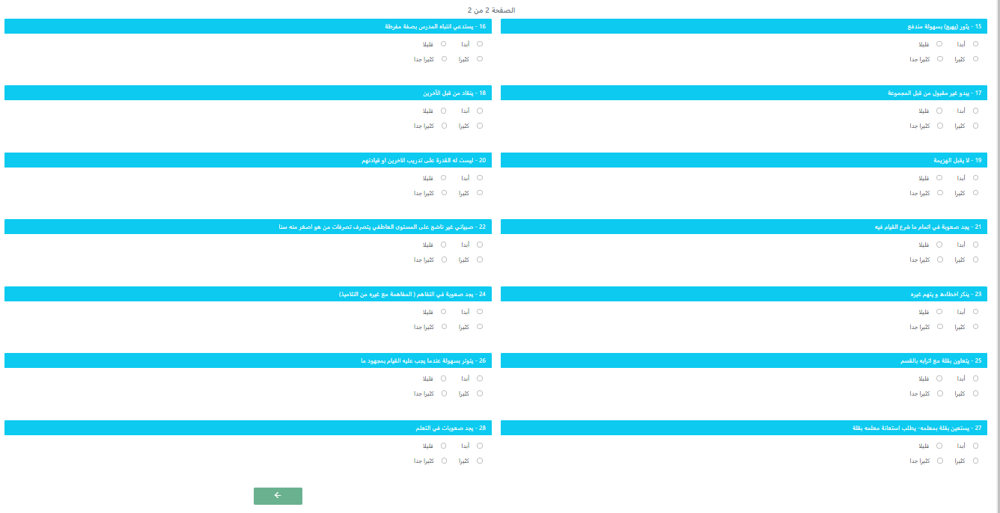 الصفحة 2 من 2
15 - يثور (يهيج) بسهولة مندفع
أبدا قليلا
كثيرا كثيرا جدا
16 - يستدعي انتباه المدرس بصفة مفرطة
أبدا قليلا
كثيرا كثيرا جدا
17 - يبدو غير مقبول من قبل المجموعة
أبدا قليلا
كثيرا كثيرا جدا
18 - ينقاد من قبل الآخرين
أبدا قليلا
كثيرا كثيرا جدا
19 - لا يقبل الهزيمة
أبدا قليلا
كثيرا كثيرا جدا
20 - ليست له القدرة على تدريب الاخرين او قيادتهم
أبدا قليلا
كثيرا كثيرا جدا
21 - يجد صعوبة في اتمام ما شرع القيام فيه
أبدا قليلا
كثيرا كثيرا جدا
22 - صبياني غير ناضج على المستوى العاطفي يتصرف تصرفات من هو اصغر منه سنا
أبدا قليلا
كثيرا كثيرا جدا
23 - ينكر اخطاءه و يتهم غيره
أبدا قليلا
كثيرا كثيرا جدا
24 - يجد صعوبة في التفاهم ( المفاهمة مع غيره من التلاميذ)
أبدا قليلا
كثيرا كثيرا جدا
25 - يتعاون بقلة مع اترابه بالقسم
أبدا قليلا
كثيرا كثيرا جدا
26 - يتوتر بسهولة عندما يجب عليه القيام بمجهود ما
أبدا قليلا
كثيرا كثيرا جدا
27 - يستعين بقلة بمعلمه- يطلب استعانة معلمه بقلة
أبدا قليلا
كثيرا كثيرا جدا
28 - يجد صعوبات في التعلم
أبدا قليلا
كثيرا كثيرا جدا